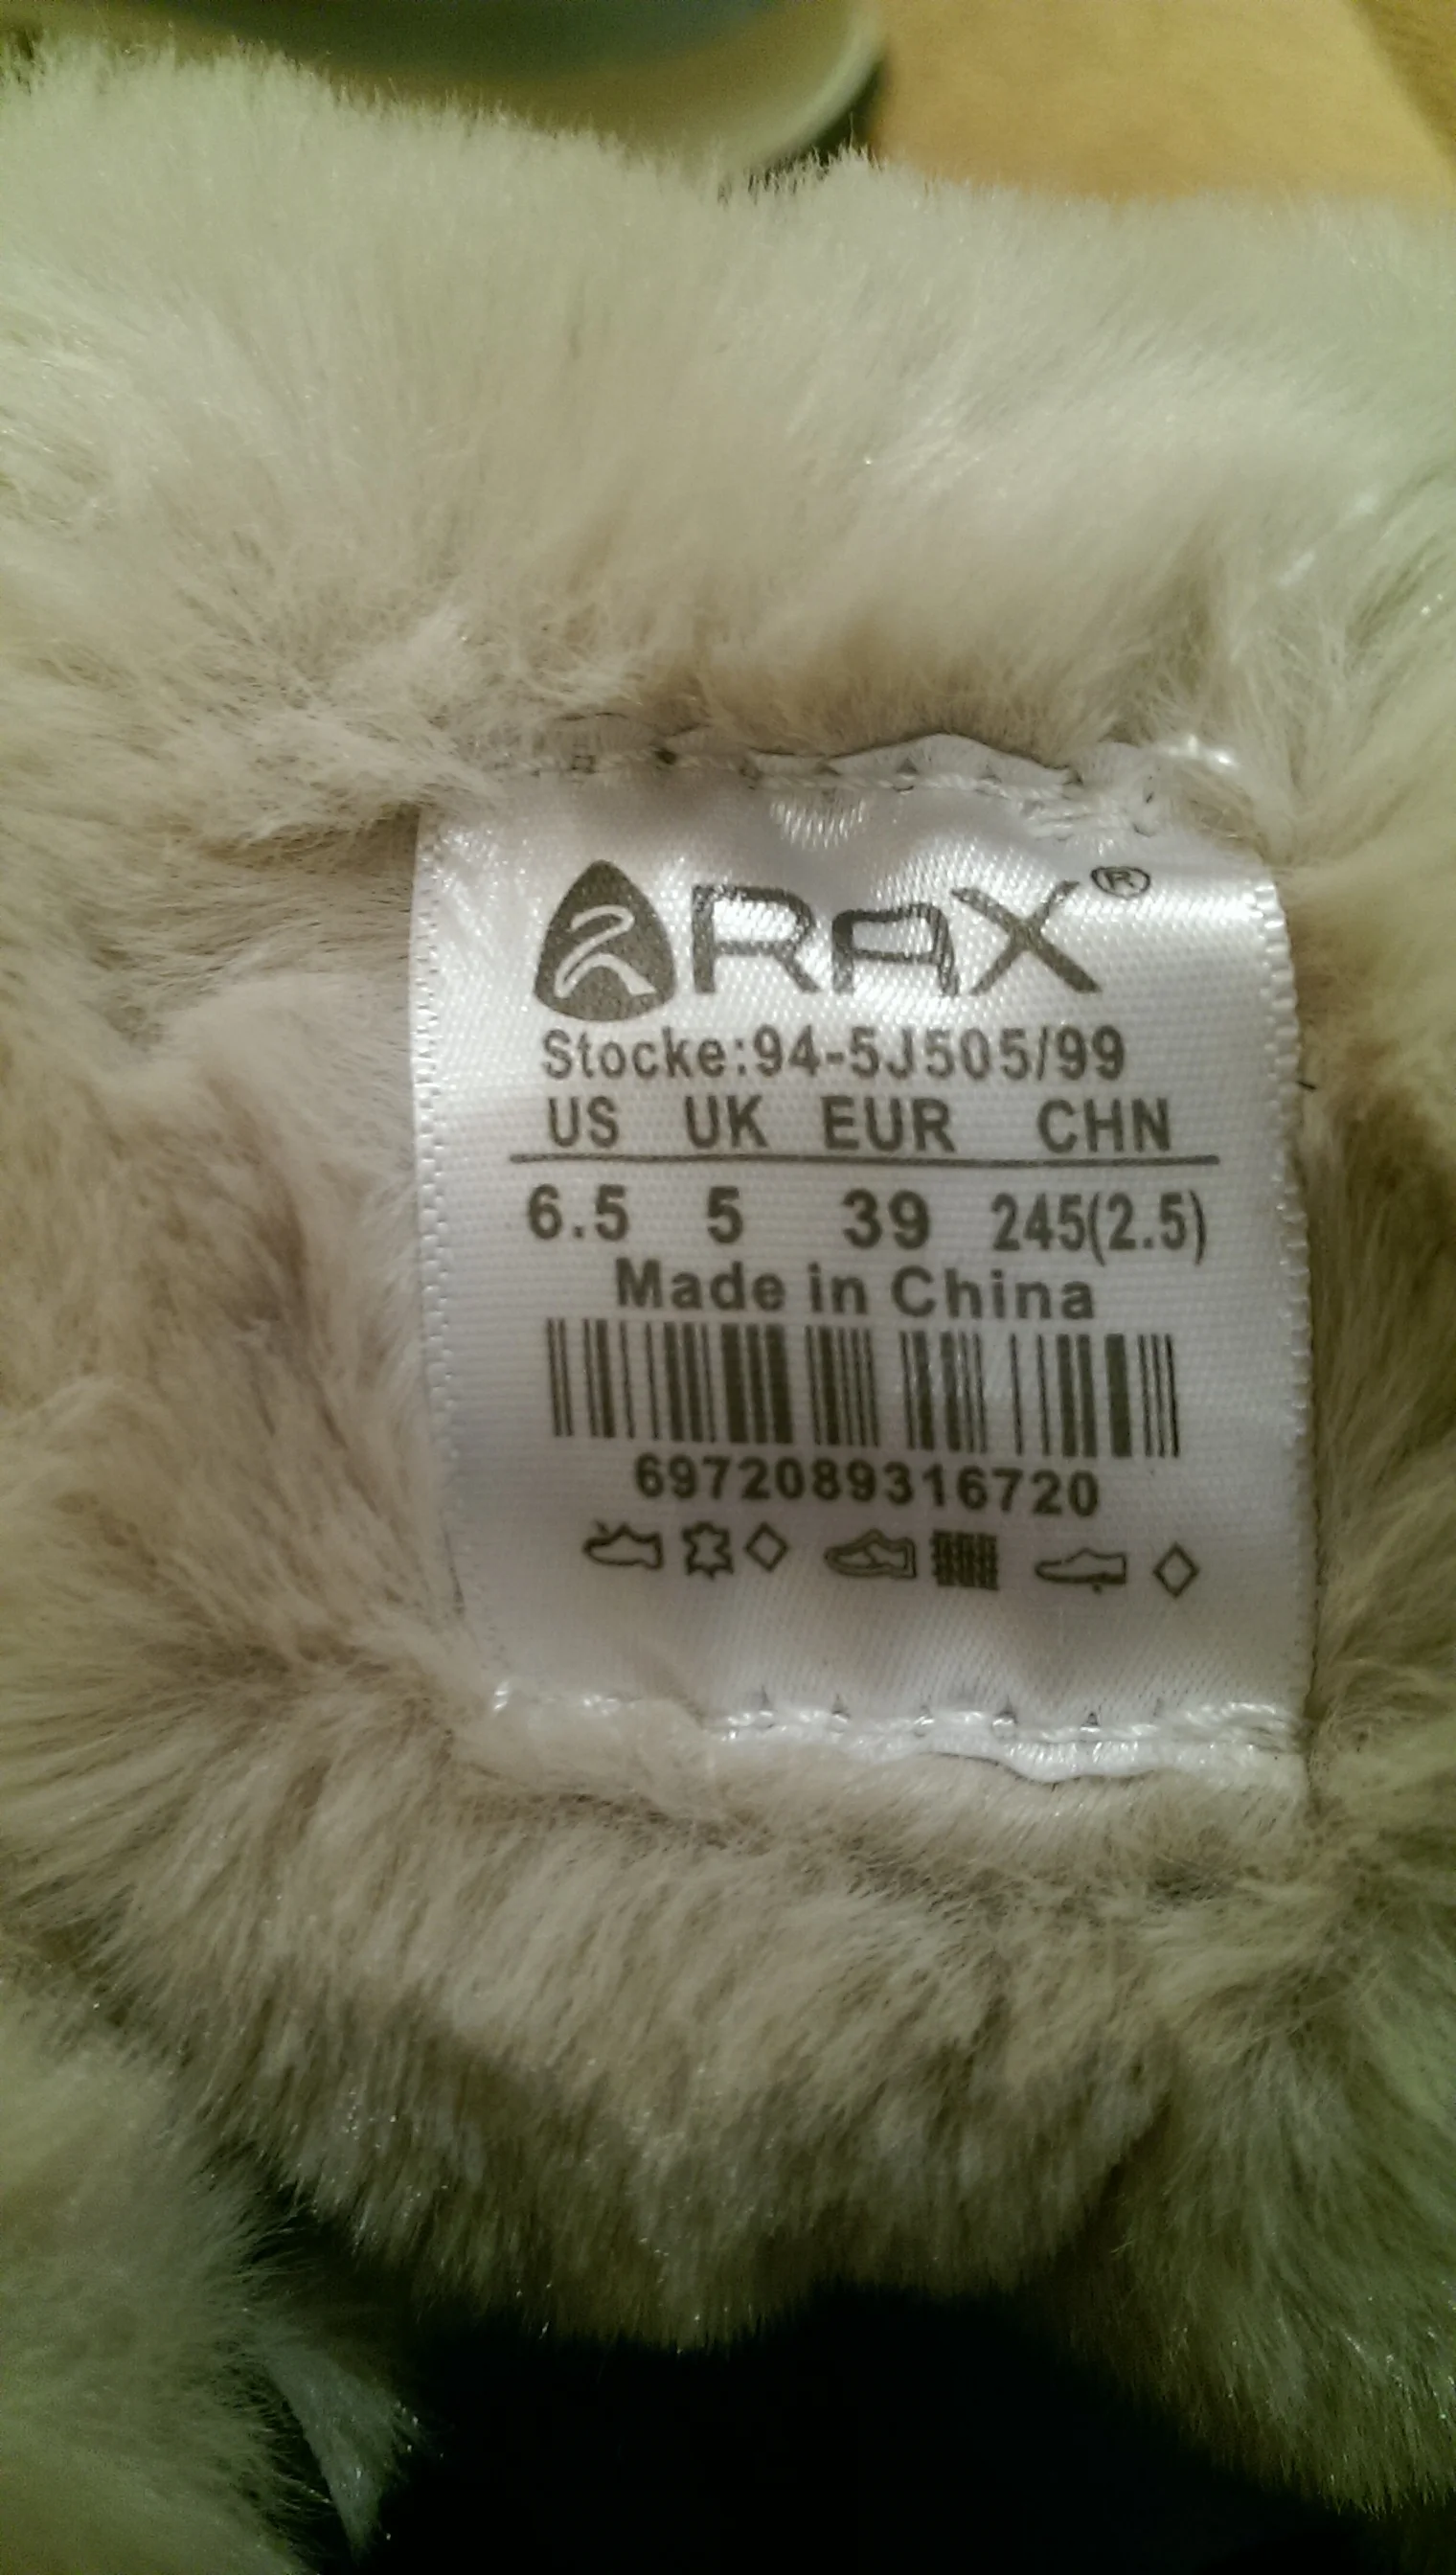 RAX®
Stocke:94-5J505/99
US UK EUR CHN
6.5 5 39 245(2.5)
Made in China
6972089316720